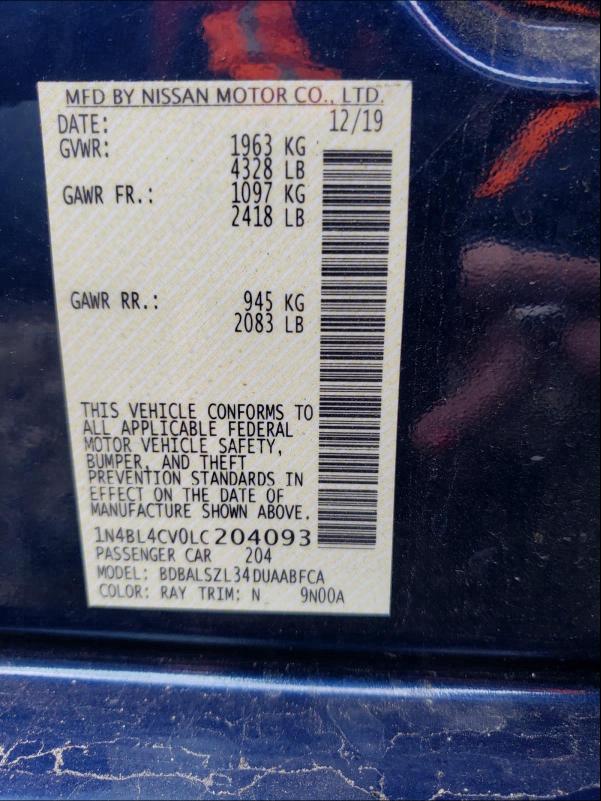 MFD BY NISSAN MOTOR CO., LTD.
DATE: 12/19
GVWR: 1963 KG
4328 LB
GAWR FR.: 1097 KG
2418 LB
GAWR RR.: 945 KG
2083 LB
THIS VEHICLE CONFORMS TO
ALL APPLICABLE FEDERAL
MOTOR VEHICLE SAFETY,
BUMPER, AND THEFT
PREVENTION STANDARDS IN
EFFECT ON THE DATE OF
MANUFACTURE SHOWN ABOVE.
1N4BL4CV0LC204093
PASSENGER CAR 204
MODEL: BDBALSZL34DUAABFCA
COLOR: RAY TRIM: N 9N00A